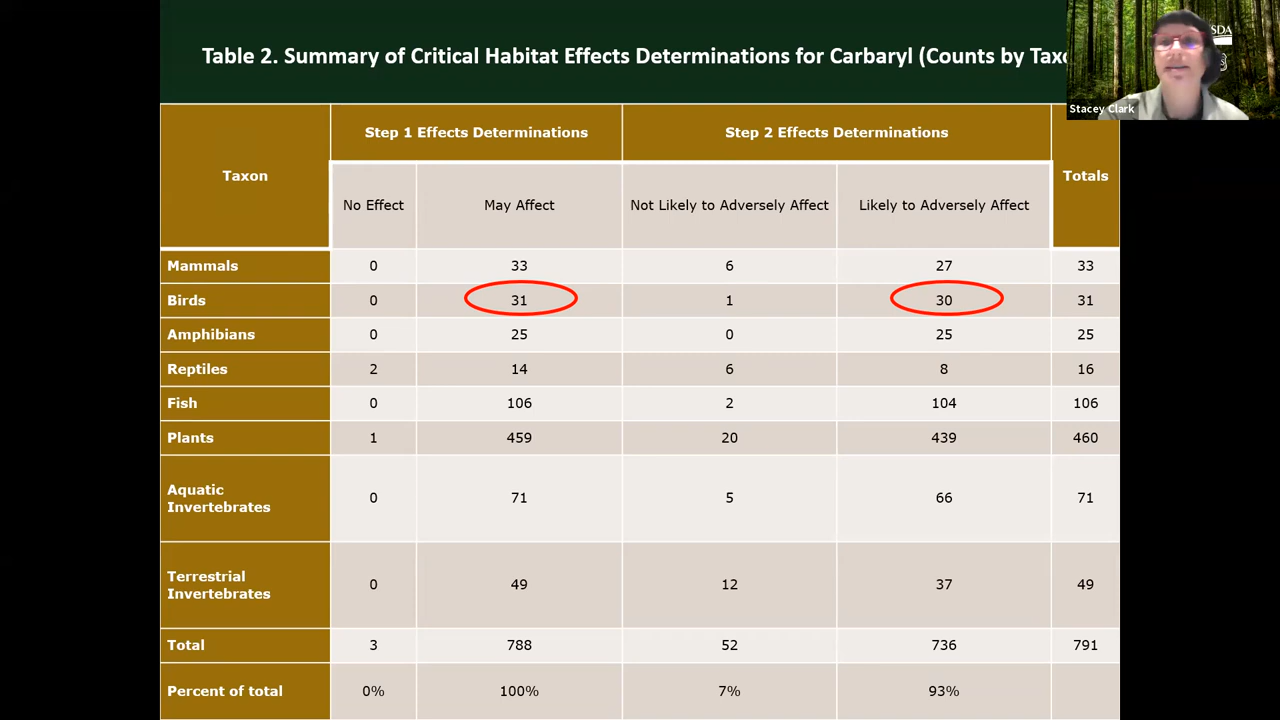 Table 2. Summary of Critical Habitat Effects Determinations for Carbaryl (Counts by
SDA
Stacey Clark
Taxon Step 1 Effects Determinations Step 2 Effects Determinations Totals
No Effect May Affect Not Likely to Adversely Affect Likely to Adversely Affect
Mammals 0 33 6 27 33
Birds 0 31 1 30 31
Amphibians 0 25 0 25 25
Reptiles 2 14 6 8 16
Fish 0 106 2 104 106
Plants 1 459 20 439 460
Aquatic
Invertebrates 0 71 5 66 71
Terrestrial
Invertebrates 0 49 12 37 49
Total 3 788 52 736 791
Percent of total 0% 100% 7% 93%